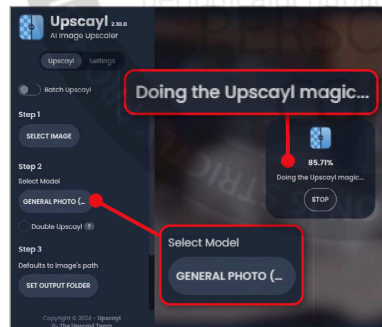 Upscayl 2.10.0
AI Image Upscaler
Upscayl Settings
Batch Upscayl
Step 1
SELECT IMAGE
Step 2
Select Model
GENERAL PHOTO (...
Double Upscayl ?
Step 3
Defaults to Image's path
SET OUTPUT FOLDER
Copyright © 2024 - Upscayl
By The Upscayl Team
Doing the Upscayl magic...
85.71%
Doing the Upscayl magic...
STOP
Select Model
GENERAL PHOTO (...